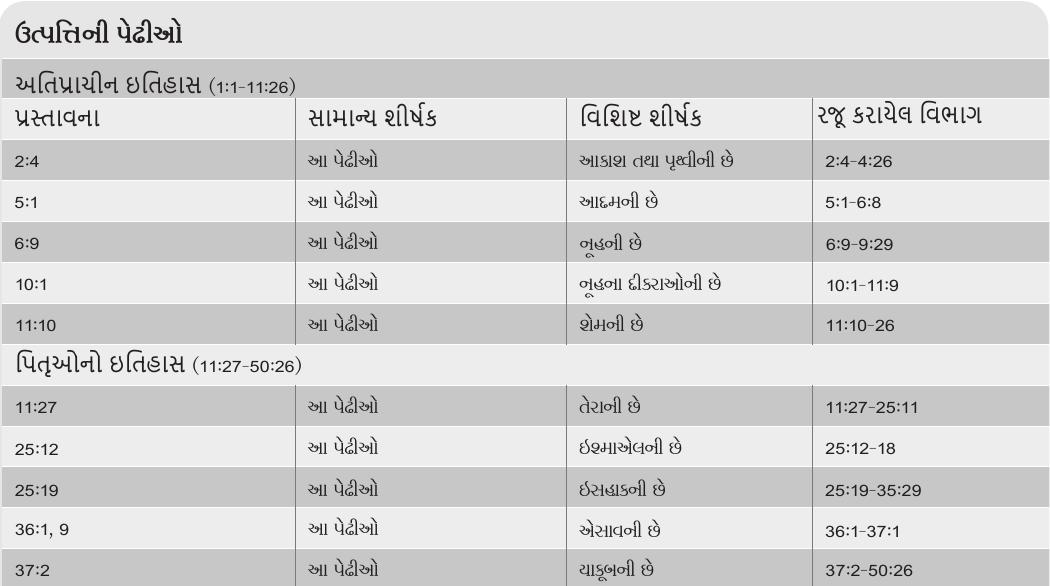 ઉત્પત્તિની પેઢીઓ
અતિપ્રાચીન ઇતિહાસ (1:1-11:26)
પ્રસ્તાવના સામાન્ય શીર્ષક વિશિષ્ટ શીર્ષક રજૂ કરાયેલ વિભાગ
2:4 આ પેઢીઓ આકાશ તથા પૃથ્વીની છે 2:4-4:26
5:1 આ પેઢીઓ આદમની છે 5:1-6:8
6:9 આ પેઢીઓ નૂહની છે 6:9-9:29
10:1 આ પેઢીઓ નૂહના દીકરાઓની છે 10:1-11:9
11:10 આ પેઢીઓ શેમની છે 11:10-26
પિતૃઓનો ઇતિહાસ (11:27-50:26)
11:27 આ પેઢીઓ તેરાની છે 11:27-25:11
25:12 આ પેઢીઓ ઇશ્માએલની છે 25:12-18
25:19 આ પેઢીઓ ઇસહાકની છે 25:19-35:29
36:1, 9 આ પેઢીઓ એસાવની છે 36:1-37:1
37:2 આ પેઢીઓ યાકૂબની છે 37:2-50:26